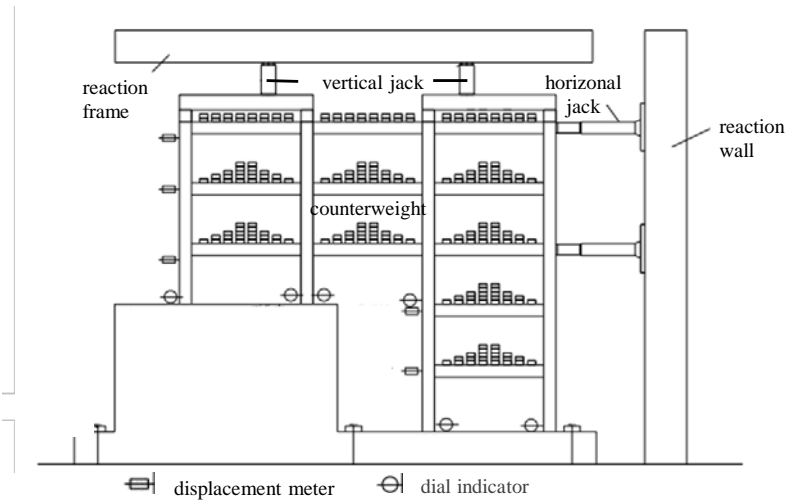 reaction
frame
vertical jack
horizonal
jack
reaction
wall
counterweight
displacement meter
dial indicator